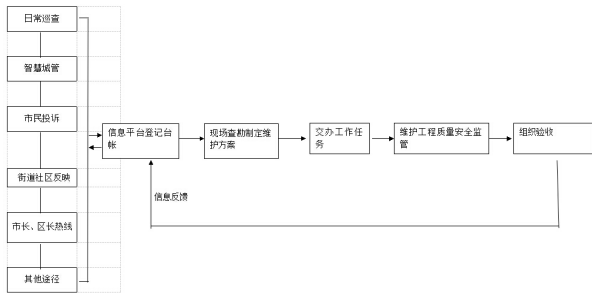 日常巡查
智慧城管
市民投诉
街道社区反映
市长、区长热线
其他途径
信息平台登记台
帐
现场查勘制定维
护方案
交办工作任
务
维护工程质量安全监
管
组织验收
信息反馈